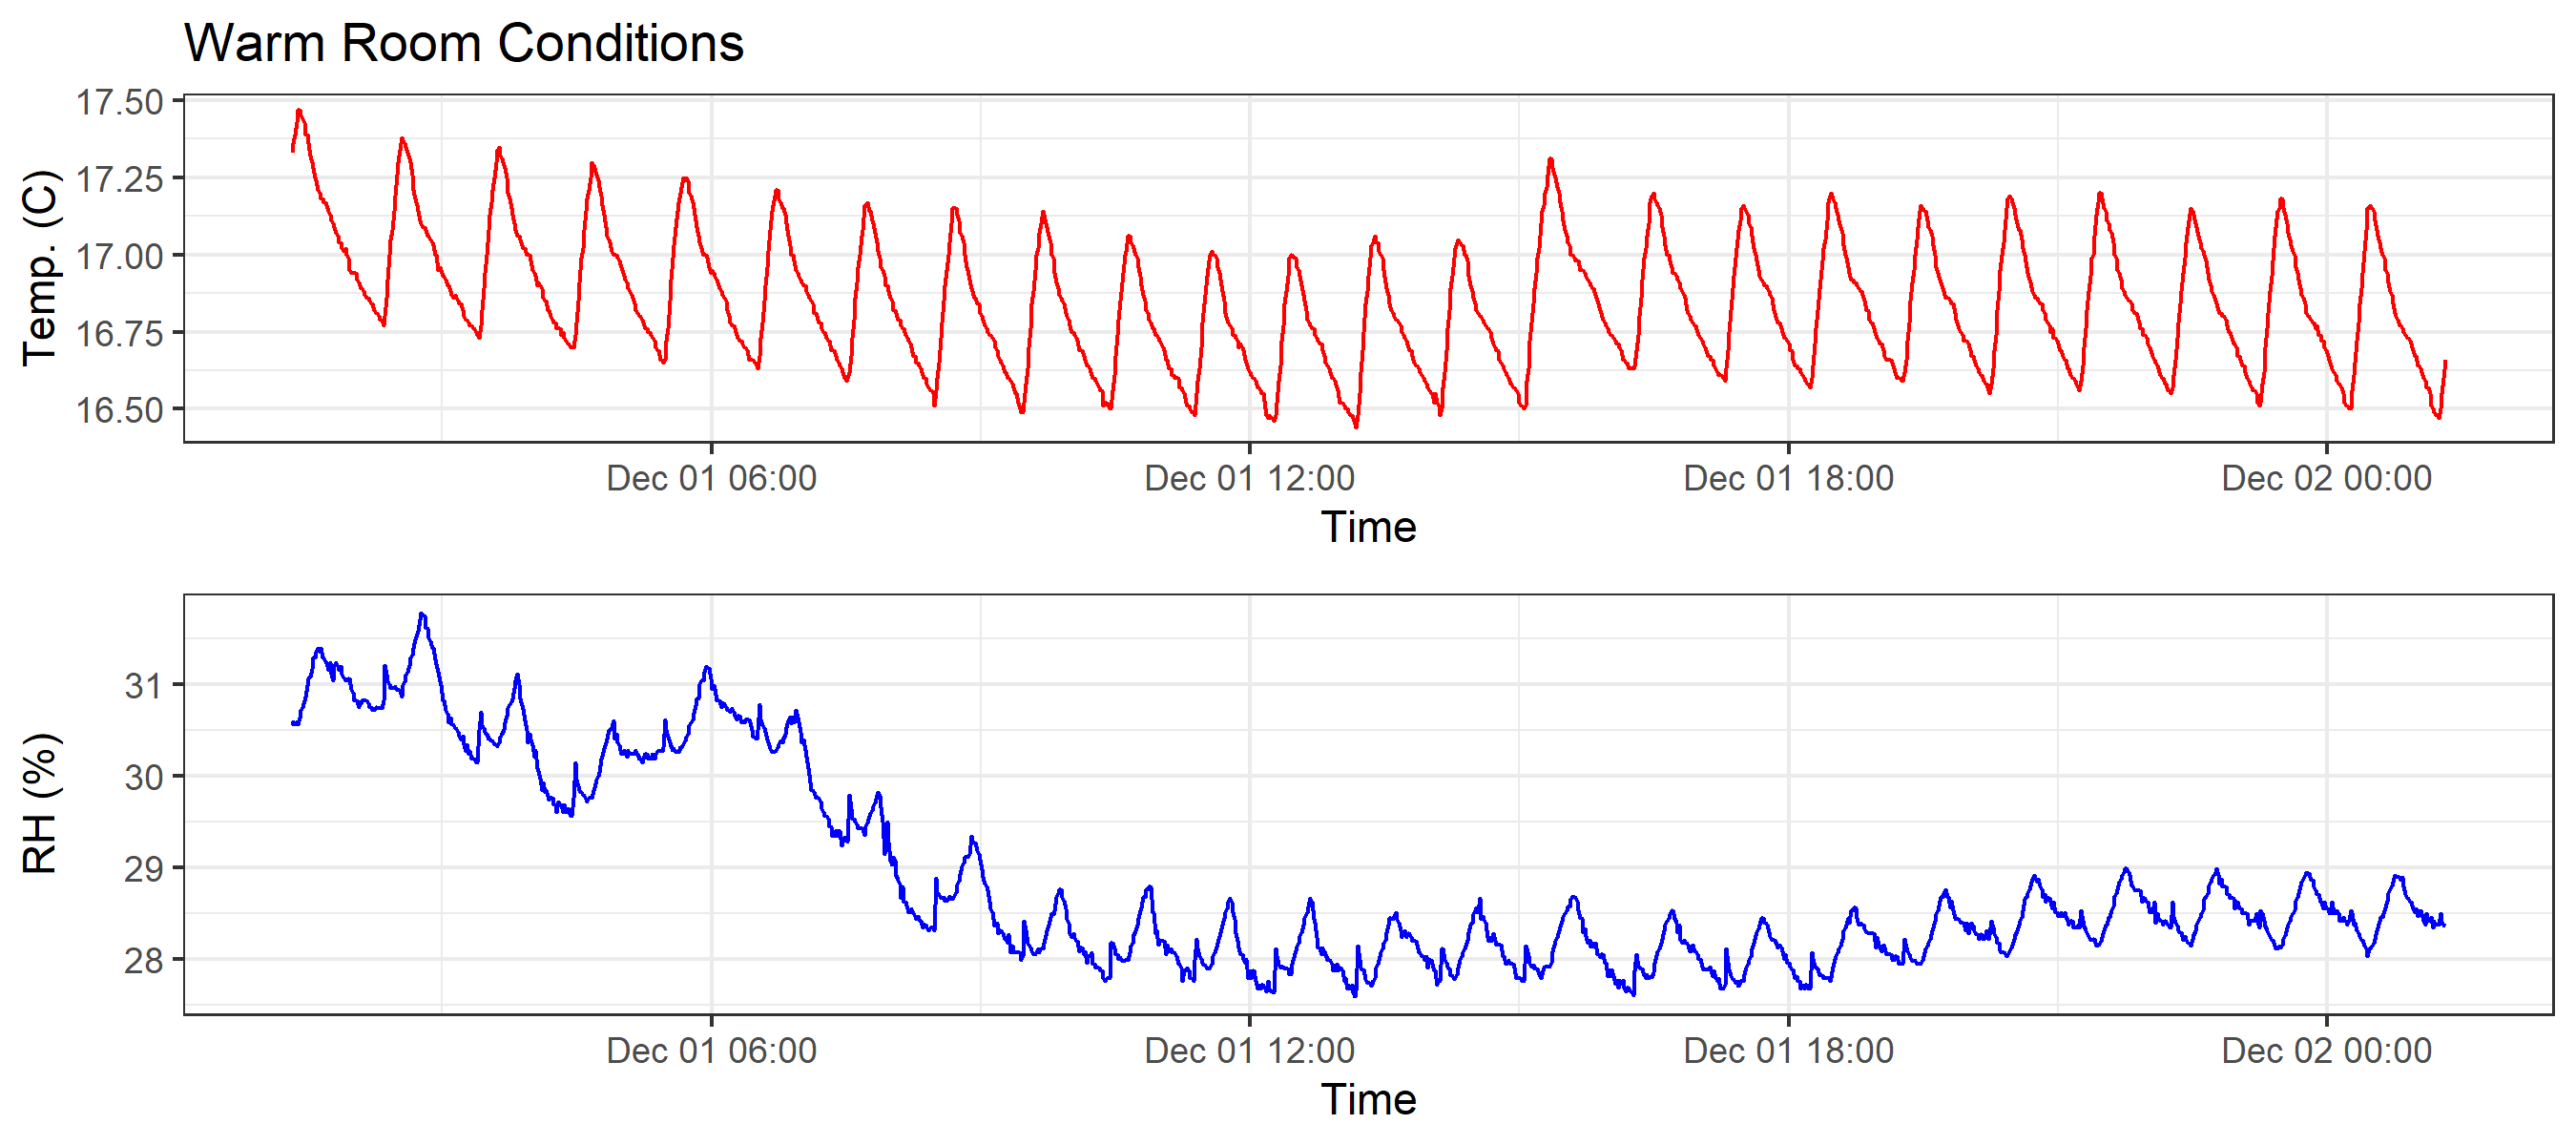 Warm Room Conditions
17.50
17.25
17.00
16.75
16.50
Temp. (C)
Dec 01 06:00 Dec 01 12:00 Dec 01 18:00 Dec 02 00:00
Time
31
30
29
28
RH (%)
Dec 01 06:00 Dec 01 12:00 Dec 01 18:00 Dec 02 00:00
Time